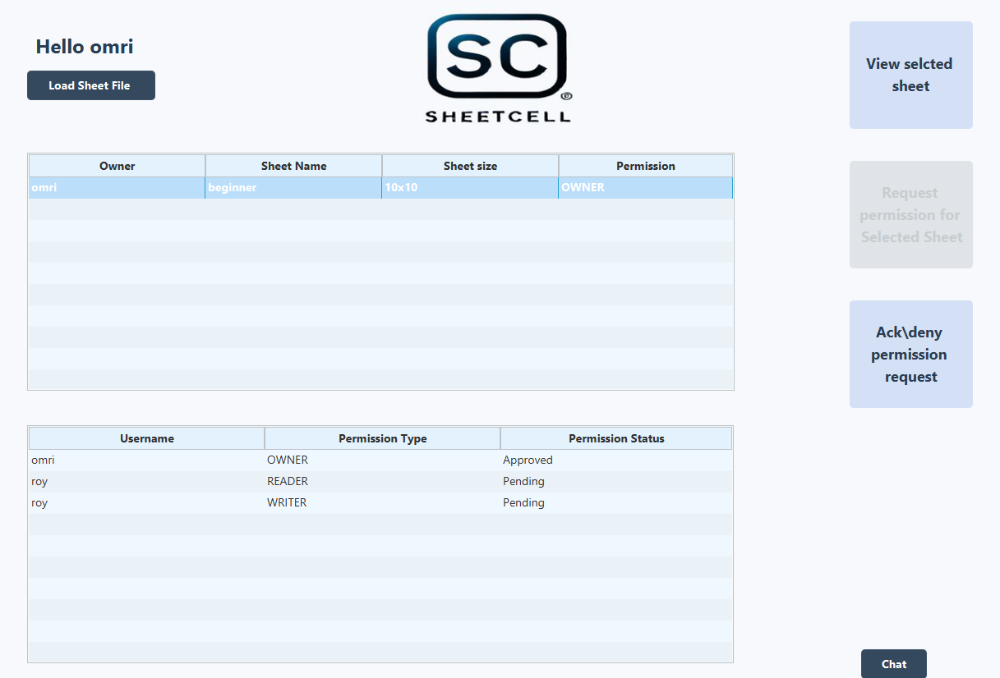 Hello omri
Load Sheet File
SC
©
SHEETCELL
View selcted
sheet
Request
permission for
Selected Sheet
Ack\deny
permission
request
Owner Sheet Name Sheet size Permission
omri beginner 10x10 OWNER
Username Permission Type Permission Status
omri OWNER Approved
roy READER Pending
roy WRITER Pending
Chat